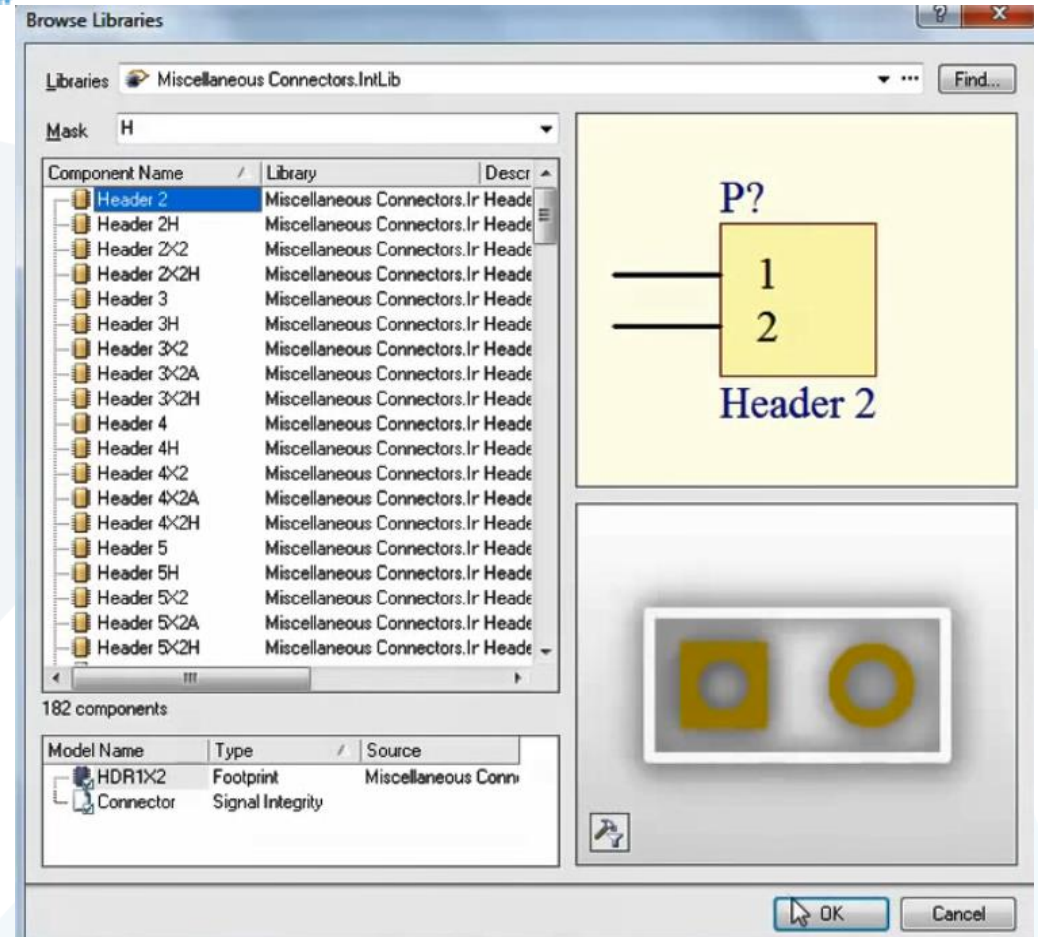 Browse Libraries
Libraries Miscellaneous Connectors.IntLib ... Find...
Mask H
Component Name / Library Descr
Header 2 Miscellaneous Connectors.Ir Heade
Header 2H Miscellaneous Connectors.Ir Heade
Header 2X2 Miscellaneous Connectors.Ir Heade
Header 2X2H Miscellaneous Connectors.Ir Heade
Header 3 Miscellaneous Connectors.Ir Heade
Header 3H Miscellaneous Connectors.Ir Heade
Header 3X2 Miscellaneous Connectors.Ir Heade
Header 3X2A Miscellaneous Connectors.Ir Heade
Header 3X2H Miscellaneous Connectors.Ir Heade
Header 4 Miscellaneous Connectors.Ir Heade
Header 4H Miscellaneous Connectors.Ir Heade
Header 4X2 Miscellaneous Connectors.Ir Heade
Header 4X2A Miscellaneous Connectors.Ir Heade
Header 4X2H Miscellaneous Connectors.Ir Heade
Header 5 Miscellaneous Connectors.Ir Heade
Header 5H Miscellaneous Connectors.Ir Heade
Header 5X2 Miscellaneous Connectors.Ir Heade
Header 5X2A Miscellaneous Connectors.Ir Heade
Header 5X2H Miscellaneous Connectors.Ir Heade
182 components
Model Name Type / Source
HDR1X2 Footprint Miscellaneous Conn
Connector Signal Integrity
P?
1
2
Header 2
OK Cancel